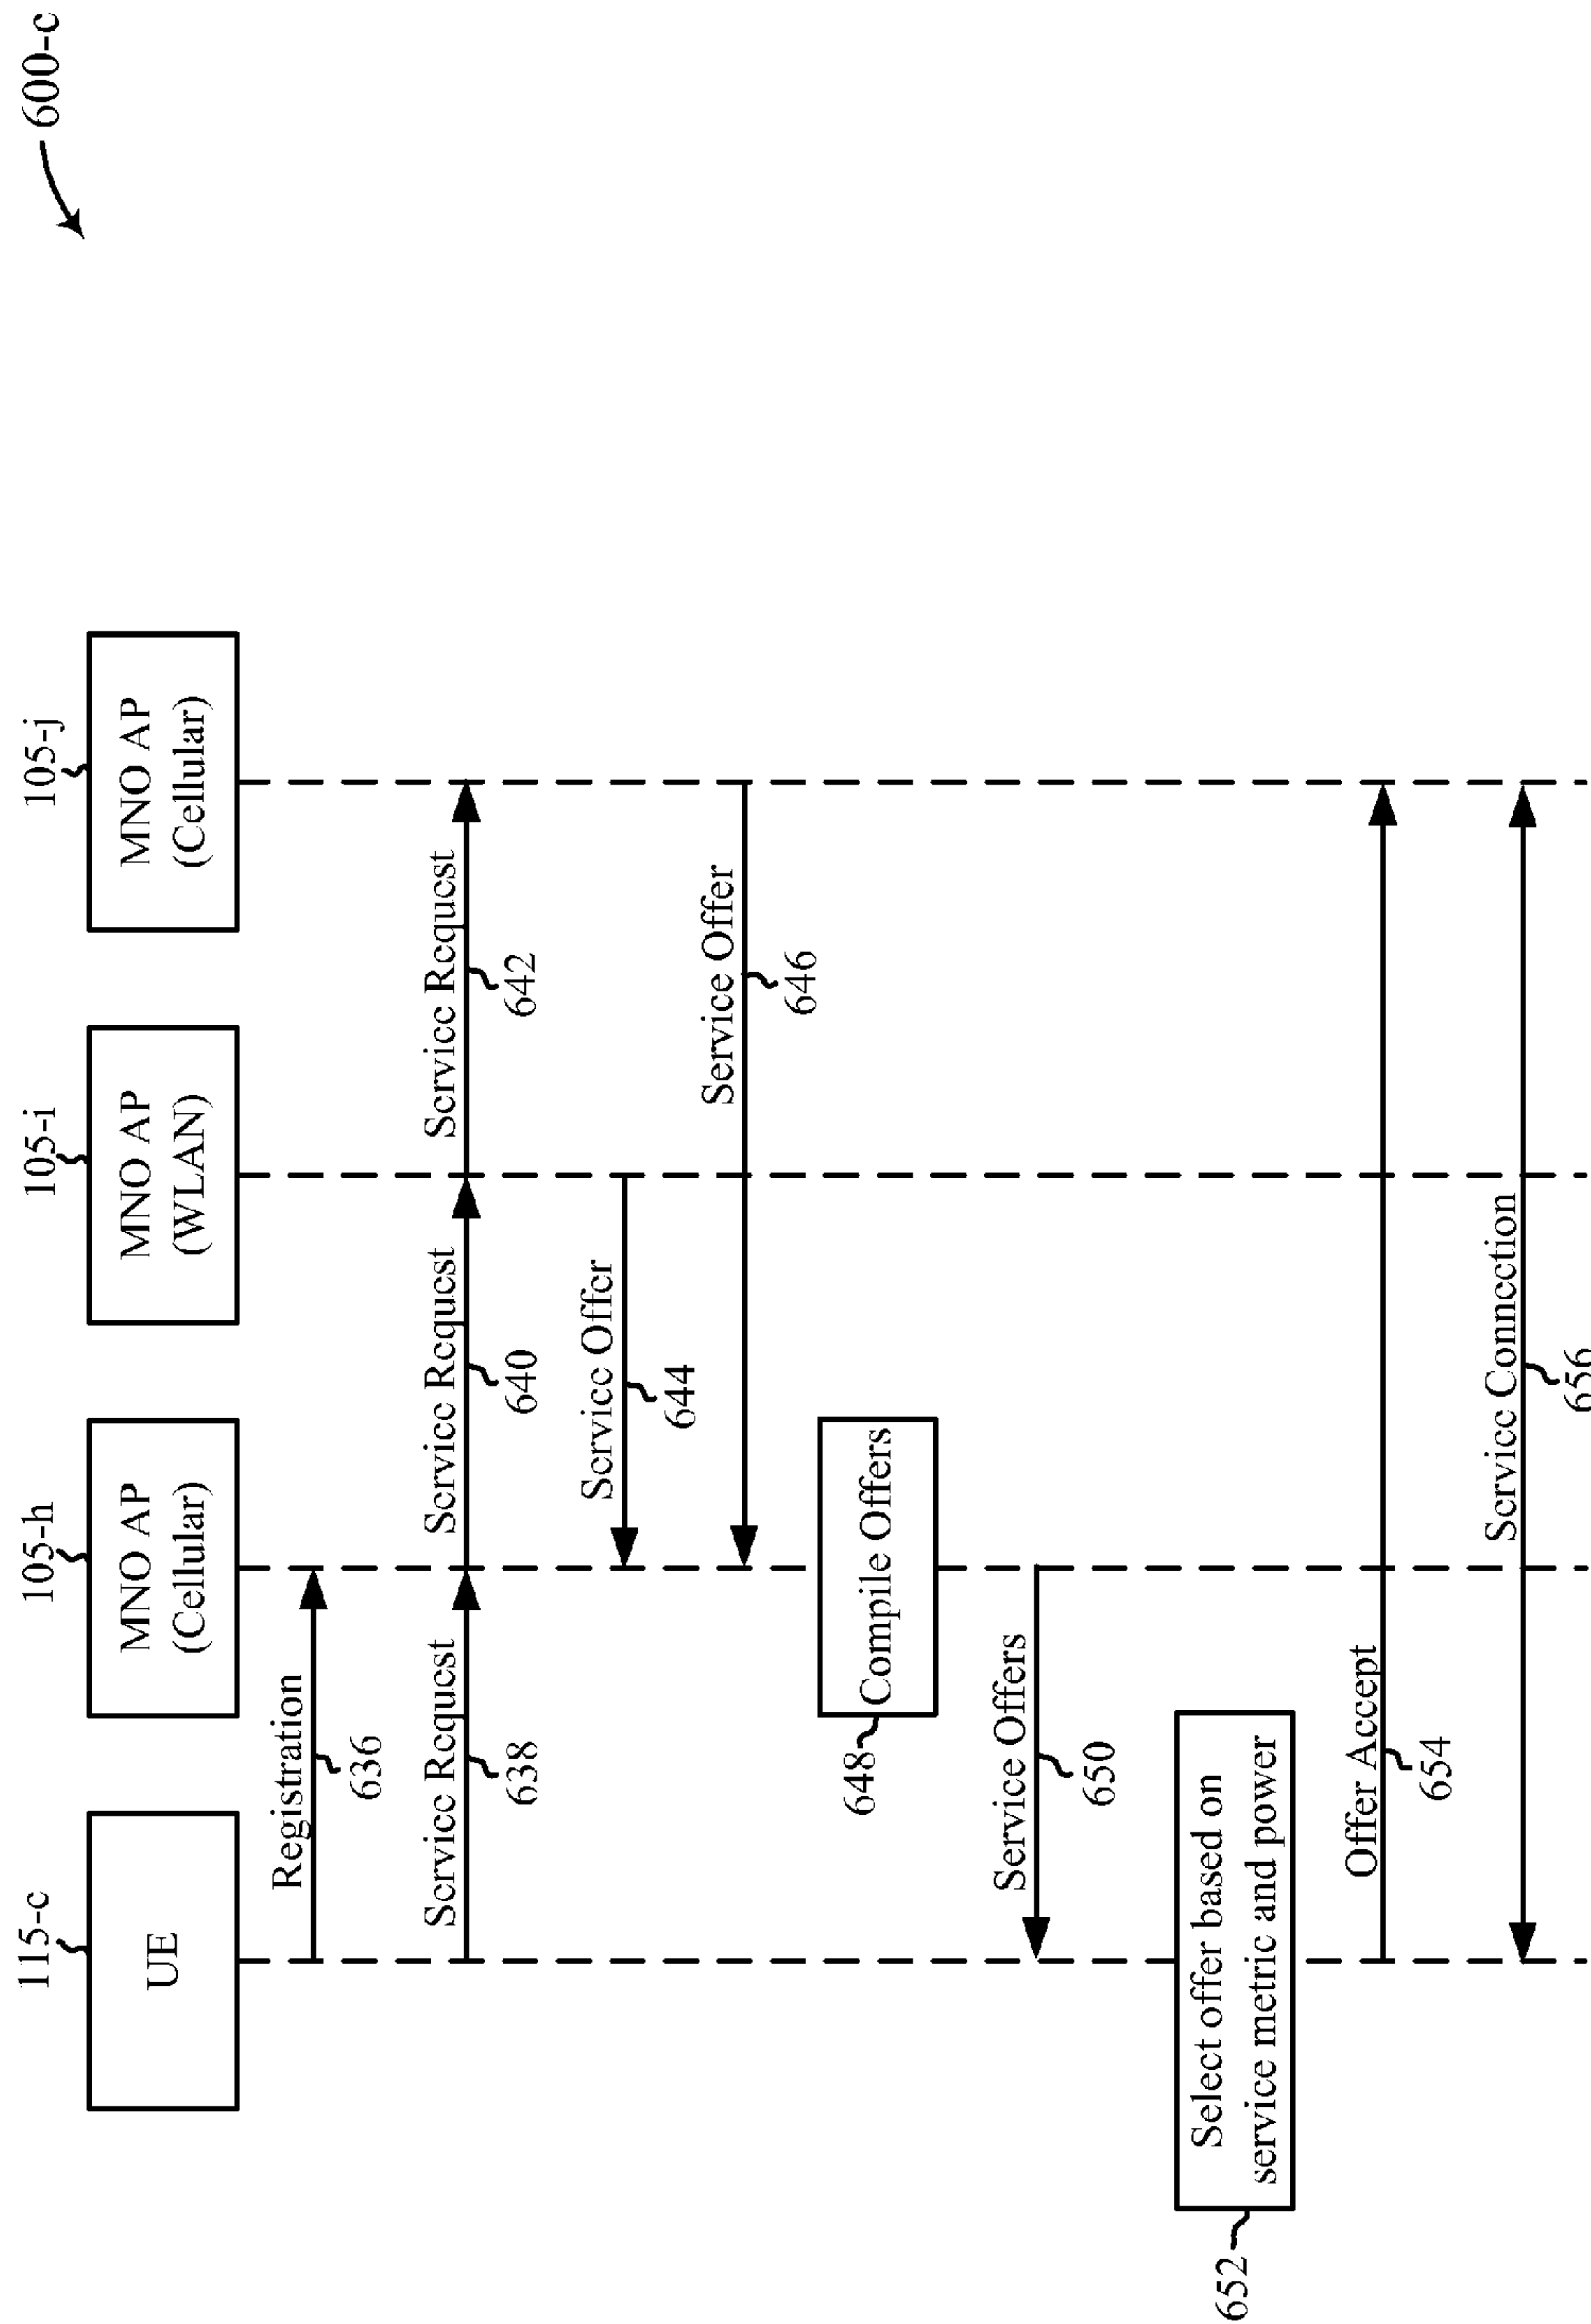 600-c
115-c
105-h
105-i
105-j
UE
MNO AP
(Cellular)
MNO AP
(WLAN)
MNO AP
(Cellular)
Registration
636
Service Request
638
Service Request
640
Service Request
642
Service Offer
644
Service Offer
646
648
Compile Offers
Service Offers
650
652
Select offer based on
service metric and power
Offer Accept
654
Service Connection
656